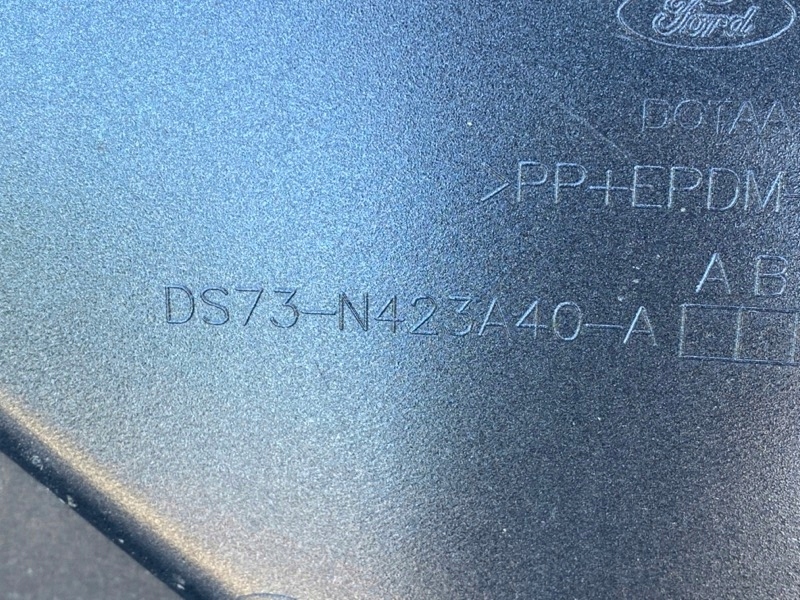 Ford
DOTAA
PP+EPDM
A B
DS73-N423A40-A